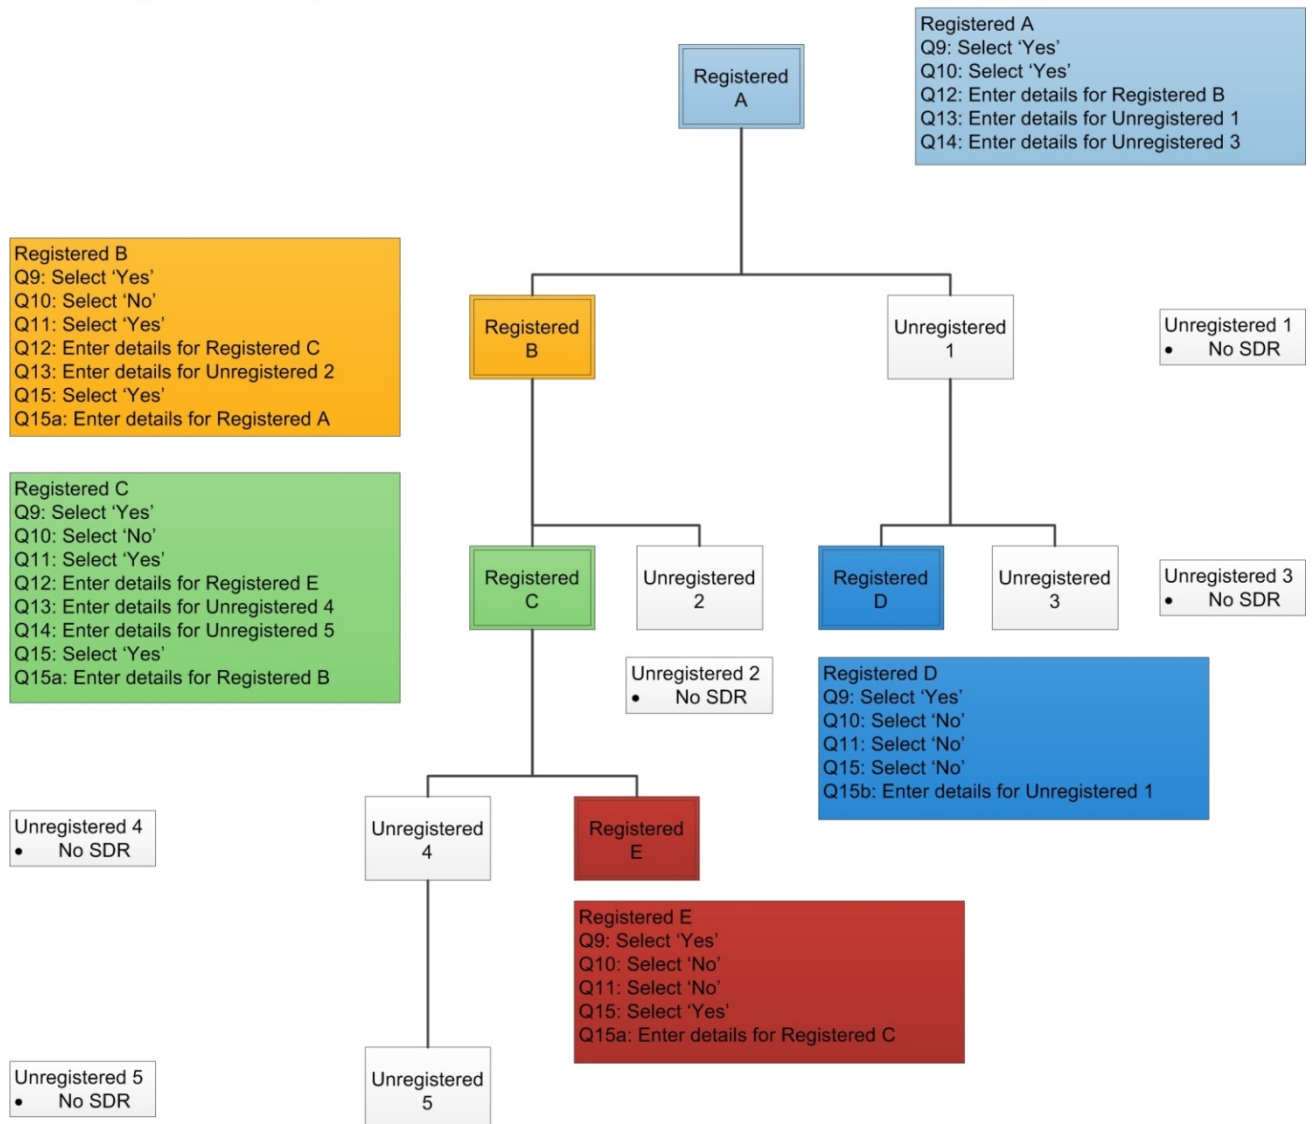 Registered
A
Registered A
Q9: Select ‘Yes’
Q10: Select ‘Yes’
Q12: Enter details for Registered B
Q13: Enter details for Unregistered 1
Q14: Enter details for Unregistered 3
Registered B
Q9: Select ‘Yes’
Q10: Select ‘No’
Q11: Select ‘Yes’
Q12: Enter details for Registered C
Q13: Enter details for Unregistered 2
Q15: Select ‘Yes’
Q15a: Enter details for Registered A
Registered
B
Unregistered
1
Unregistered 1
• No SDR
Registered C
Q9: Select ‘Yes’
Q10: Select ‘No’
Q11: Select ‘Yes’
Q12: Enter details for Registered E
Q13: Enter details for Unregistered 4
Q14: Enter details for Unregistered 5
Q15: Select ‘Yes’
Q15a: Enter details for Registered B
Registered
C
Unregistered
2
Registered
D
Unregistered
3
Unregistered 3
• No SDR
Unregistered 2
• No SDR
Registered D
Q9: Select ‘Yes’
Q10: Select ‘No’
Q11: Select ‘No’
Q15: Select ‘No’
Q15b: Enter details for Unregistered 1
Unregistered 4
• No SDR
Unregistered
4
Registered
E
Registered E
Q9: Select ‘Yes’
Q10: Select ‘No’
Q11: Select ‘No’
Q15: Select ‘Yes’
Q15a: Enter details for Registered C
Unregistered 5
• No SDR
Unregistered
5